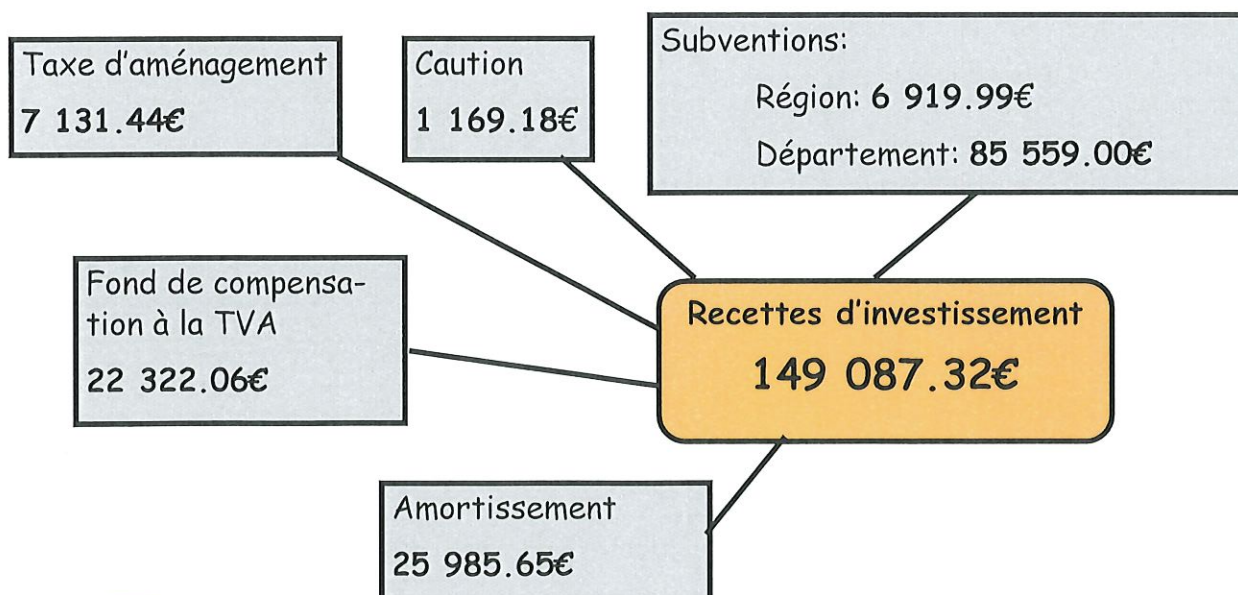 Taxe d'aménagement
7 131.44€
Caution
1 169.18€
Subventions:
Région: 6 919.99€
Département: 85 559.00€
Fond de compensa-
tion à la TVA
22 322.06€
Recettes d'investissement
149 087.32€
Amortissement
25 985.65€